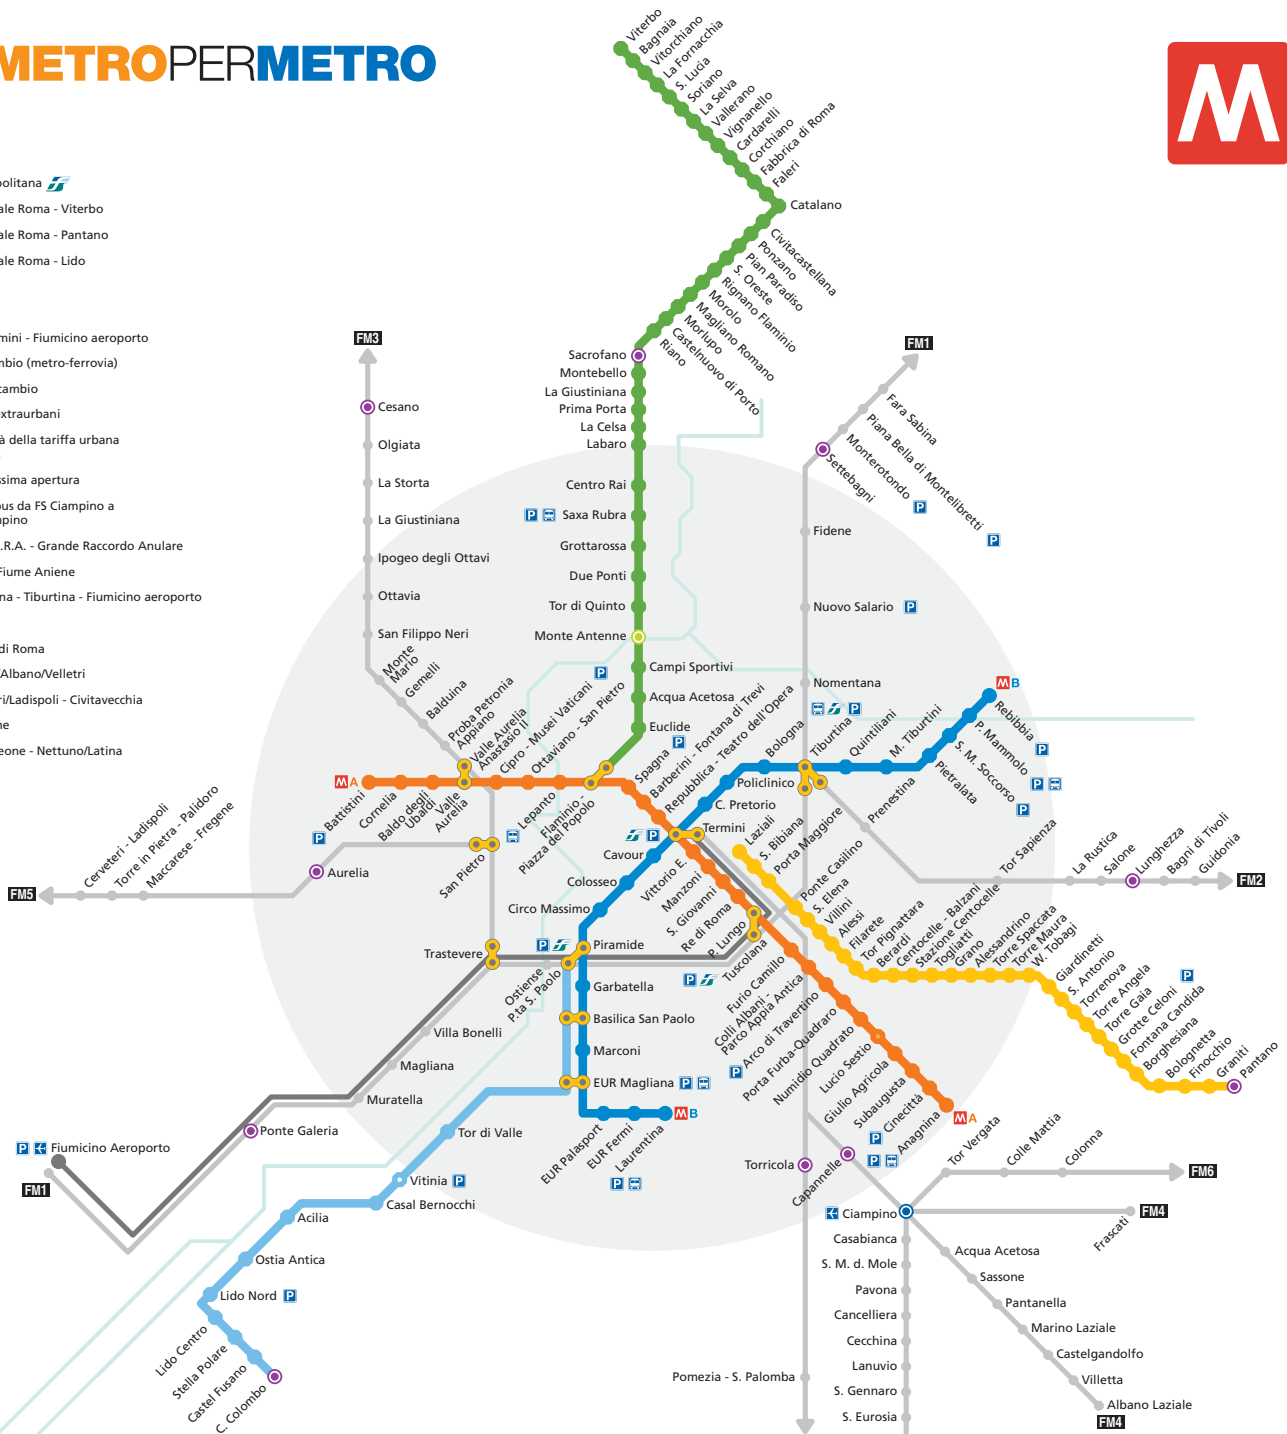 METROPERMETRO
M
politana
ale Roma - Viterbo
ale Roma - Pantano
ale Roma - Lido
mini - Fiumicino aeroporto
mbio (metro-ferrovia)
cambio
extraurbani
à della tariffa urbana
ssima apertura
bus da FS Ciampino a
mpino
.R.A. - Grande Raccordo Anulare
Fiume Aniene
na - Tiburtina - Fiumicino aeroporto
di Roma
/Albano/Velletri
ri/Ladispoli - Civitavecchia
ne
eone - Nettuno/Latina
Viterbo
Bagnaia
Vitorchiano
La Fornacchia
S. Lucia
Soriano
La Selva
Vallerano
Vignanello
Cardarelli
Corchiano
Fabbrica di Roma
Faleri
Catalano
Civitacastellana
Ponzano
Pian Paradiso
S. Oreste
Rignano Flaminio
Morolo
Magliano Romano
Morlupo
Castelnuovo di Porto
Riano
Sacrofano
Montebello
La Giustiniana
Prima Porta
La Celsa
Labaro
Centro Rai
P
Saxa Rubra
Grottarossa
Due Ponti
Tor di Quinto
Monte Antenne
Campi Sportivi
Acqua Acetosa
Euclide
FM3
Cesano
Olgiata
La Storta
La Giustiniana
Ipogeo degli Ottavi
Ottavia
San Filippo Neri
Monte
Mario
Gemelli
Balduina
Proba Petronia
Appiano
Valle Aurelia
Anastasio II
Cipro - Musei Vaticani
P
Ottaviano - San Pietro
FM1
Fara Sabina
Piana Bella di Montelibretti
P
Monterotondo
P
Settebagni
Fidene
Nuovo Salario
P
Nomentana
M A
Battistini
P
Cornelia
Baldo degli
Ubaldi
Valle
Aurelia
Lepanto
Flaminio -
Piazza del Popolo
Spagna
P
Barberini - Fontana di Trevi
Repubblica - Teatro dell'Opera
Termini
P
Vittorio E.
Manzoni
S. Giovanni
Re di Roma
P. Lungo
Tuscolana
Furio Camillo
Colli Albani -
Parco Appia Antica
Arco di Travertino
P
Porta Furba-Quadraro
Numidio Quadrato
Lucio Sestio
Giulio Agricola
Subaugusta
Cinecittà
P
Anagnina
P
M A
M B
Rebibbia
P
P. Mammolo
P
S. M. Soccorso
P
Pietralata
M. Tiburtini
Quintiliani
Tiburtina
P
Bologna
Policlinico
C. Pretorio
Cavour
Colosseo
Circo Massimo
Piramide
P
Garbatella
Basilica San Paolo
Marconi
EUR Magliana
P
EUR Palasport
EUR Fermi
Laurentina
P
M B
Laziali
S. Bibiana
Porta Maggiore
Ponte Casilino
S. Elena
Villini
Alessi
Filarete
Tor Pignattara
Berardi
Centocelle - Balzani
Stazione Centocelle
Togliatti
Grano
Alessandrino
Torre Spaccata
Torre Maura
W. Tobagi
Giardinetti
S. Antonio
Torrenova
Torre Angela
Torre Gaia
Grotte Celoni
P
Fontana Candida
Borghesiana
Bolognetta
Finocchio
Graniti
Pantano
Prenestina
Tor Sapienza
La Rustica
Salone
Lunghezza
Bagni di Tivoli
Guidonia
FM2
FM5
Cerveteri - Ladispoli
Torre in Pietra - Palidoro
Maccarese - Fregene
Aurelia
San Pietro
Trastevere
Ostiense
P.ta S. Paolo
P
Villa Bonelli
Magliana
Muratella
Ponte Galeria
P
Fiumicino Aeroporto
FM1
Tor di Valle
Vitinia
P
Casal Bernocchi
Acilia
Ostia Antica
Lido Nord
P
Lido Centro
Stella Polare
Castel Fusano
C. Colombo
Torricola
Capannelle
Pomezia - S. Palomba
Ciampino
Tor Vergata
Colle Mattia
Colonna
FM6
Frascati
FM4
Casabianca
S. M. d. Mole
Pavona
Cancelliera
Cecchina
Lanuvio
S. Gennaro
S. Eurosia
Acqua Acetosa
Sassone
Pantanella
Marino Laziale
Castelgandolfo
Villetta
Albano Laziale
FM4